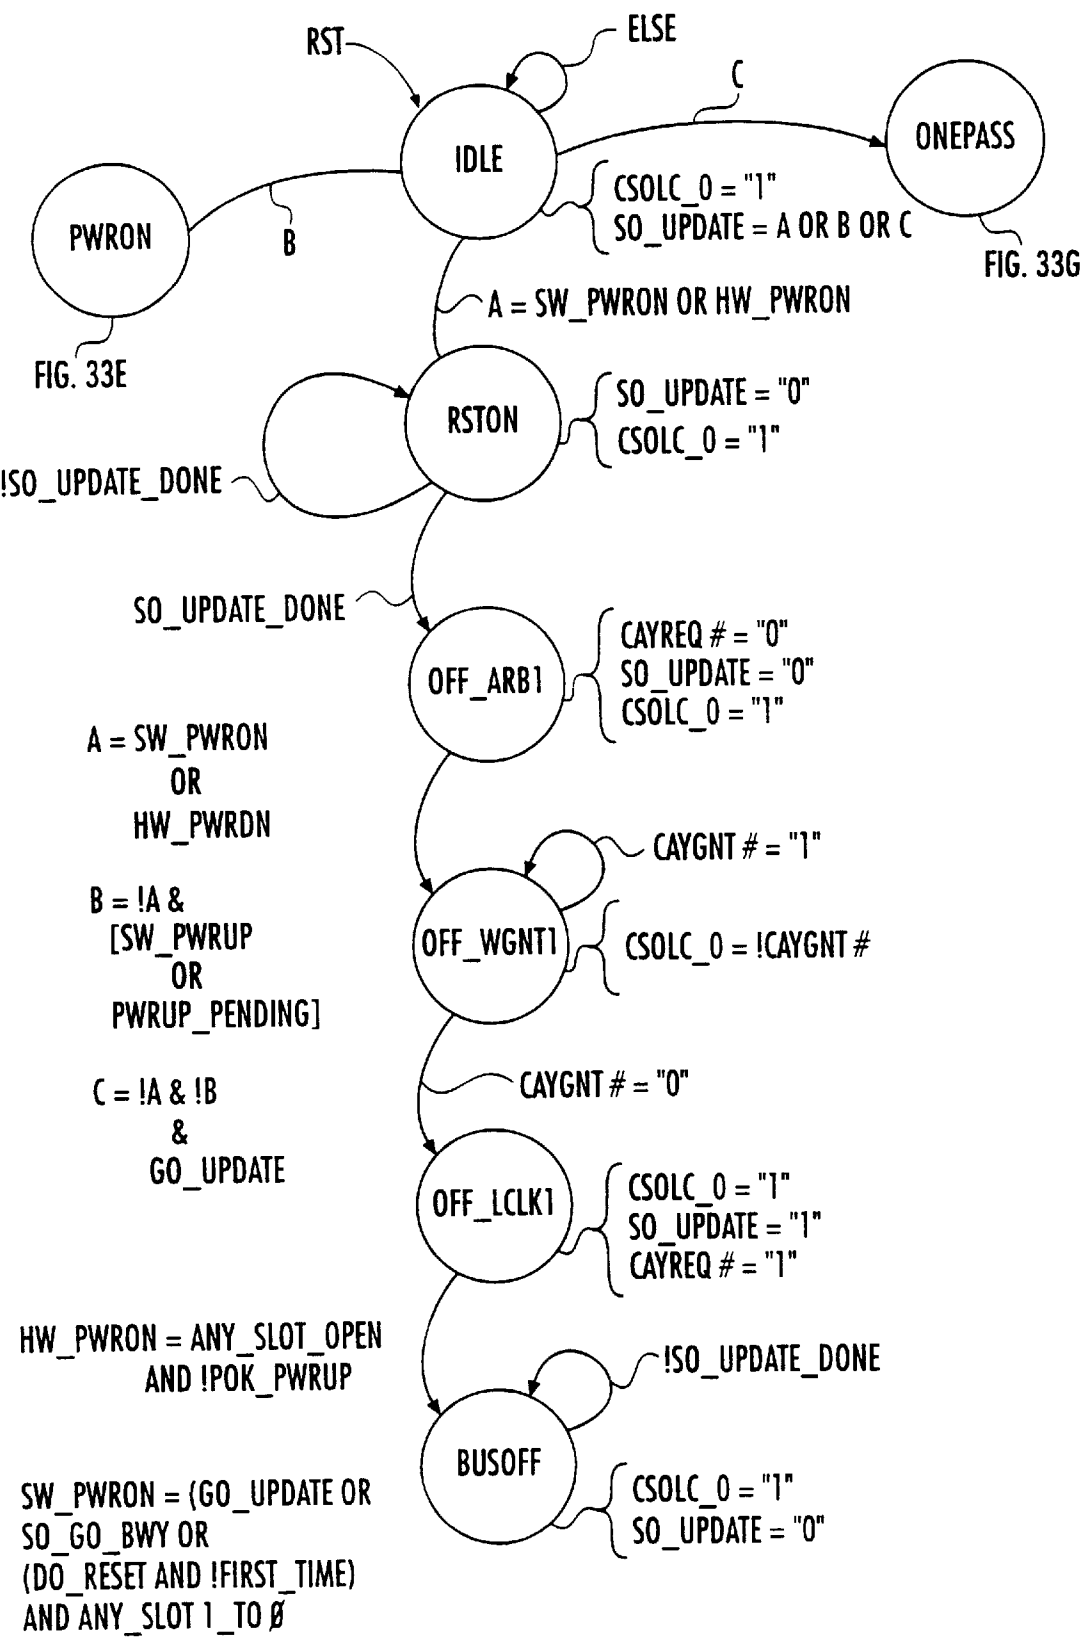 RST
ELSE
C
IDLE
ONEPASS
CSOLC_0 = "1"
SO_UPDATE = A OR B OR C
PWRON
B
FIG. 33G
A = SW_PWRON OR HW_PWRON
FIG. 33E
RSTON
SO_UPDATE = "0"
CSOLC_0 = "1"
!SO_UPDATE_DONE
SO_UPDATE_DONE
OFF_ARB1
CAYREQ # = "0"
SO_UPDATE = "0"
CSOLC_0 = "1"
A = SW_PWRON
OR
HW_PWRDN
CAYGNT # = "1"
B = !A &
[SW_PWRUP
OR
PWRUP_PENDING]
OFF_WGNT1
CSOLC_0 = !CAYGNT #
CAYGNT # = "0"
C = !A & !B
&
GO_UPDATE
OFF_LCLK1
CSOLC_0 = "1"
SO_UPDATE = "1"
CAYREQ # = "1"
HW_PWRON = ANY_SLOT_OPEN
AND !POK_PWRUP
!SO_UPDATE_DONE
BUSOFF
CSOLC_0 = "1"
SO_UPDATE = "0"
SW_PWRON = (GO_UPDATE OR
SO_GO_BWY OR
(DO_RESET AND !FIRST_TIME)
AND ANY_SLOT 1_TO Ø